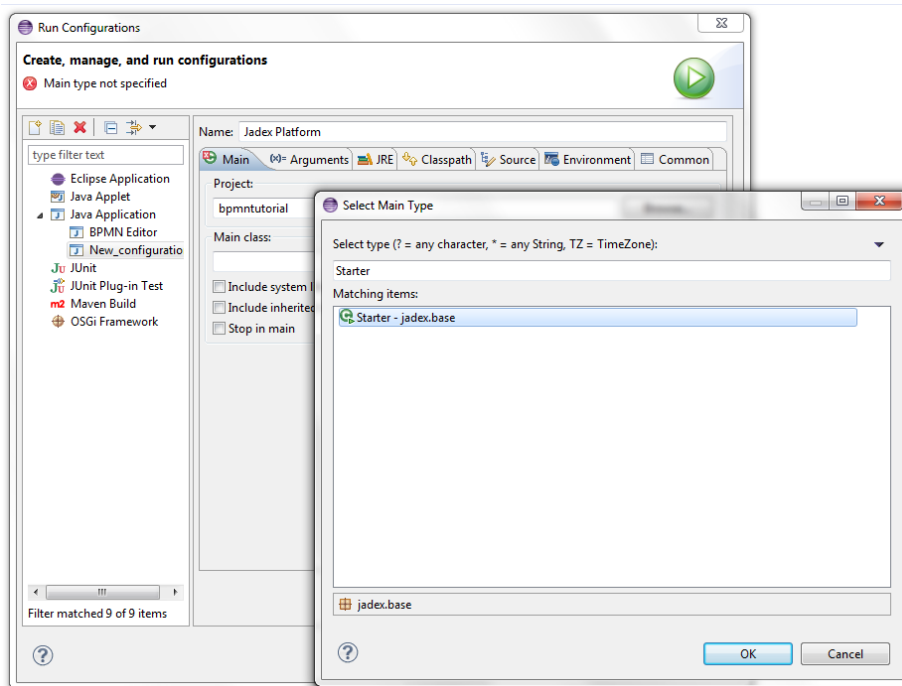 Run Configurations
Create, manage, and run configurations
Main type not specified
type filter text
Eclipse Application
Java Applet
Java Application
BPMN Editor
New_configuratio
JUnit
JUnit Plug-in Test
Maven Build
OSGi Framework
Filter matched 9 of 9 items
Name: Jadex Platform
Main (x)= Arguments JRE Classpath Source Environment Common
Project:
bpmntutorial
Browse...
Main class:
Include system l
Include inherited
Stop in main
Select Main Type
Select type (? = any character, * = any String, TZ = TimeZone):
Starter
Matching items:
Starter - jadex.base
jadex.base
OK Cancel